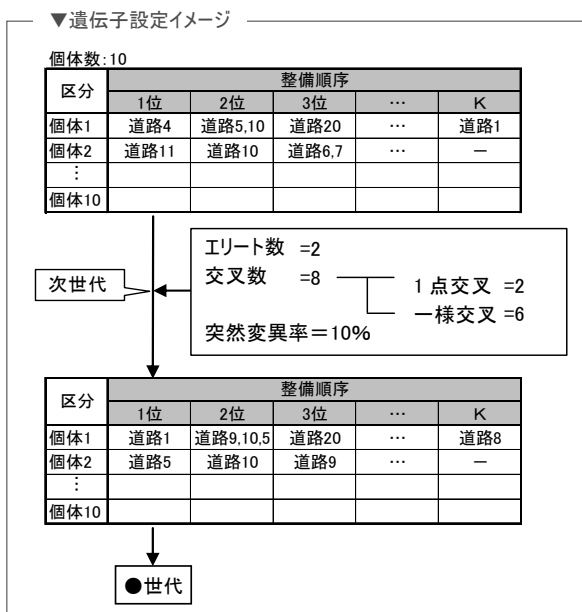 ▼遺伝子設定イメージ
個体数:10
区分 整備順序
1位 2位 3位 … K
個体1 道路4 道路5,10 道路20 … 道路1
個体2 道路11 道路10 道路6,7 … －
⋮
個体10
次世代
エリート数 =2
交叉数 =8
1点交叉 =2
一様交叉 =6
突然変異率＝10%
区分 整備順序
1位 2位 3位 … K
個体1 道路1 道路9,10,5 道路20 … 道路8
個体2 道路5 道路10 道路9 … －
⋮
個体10
●世代